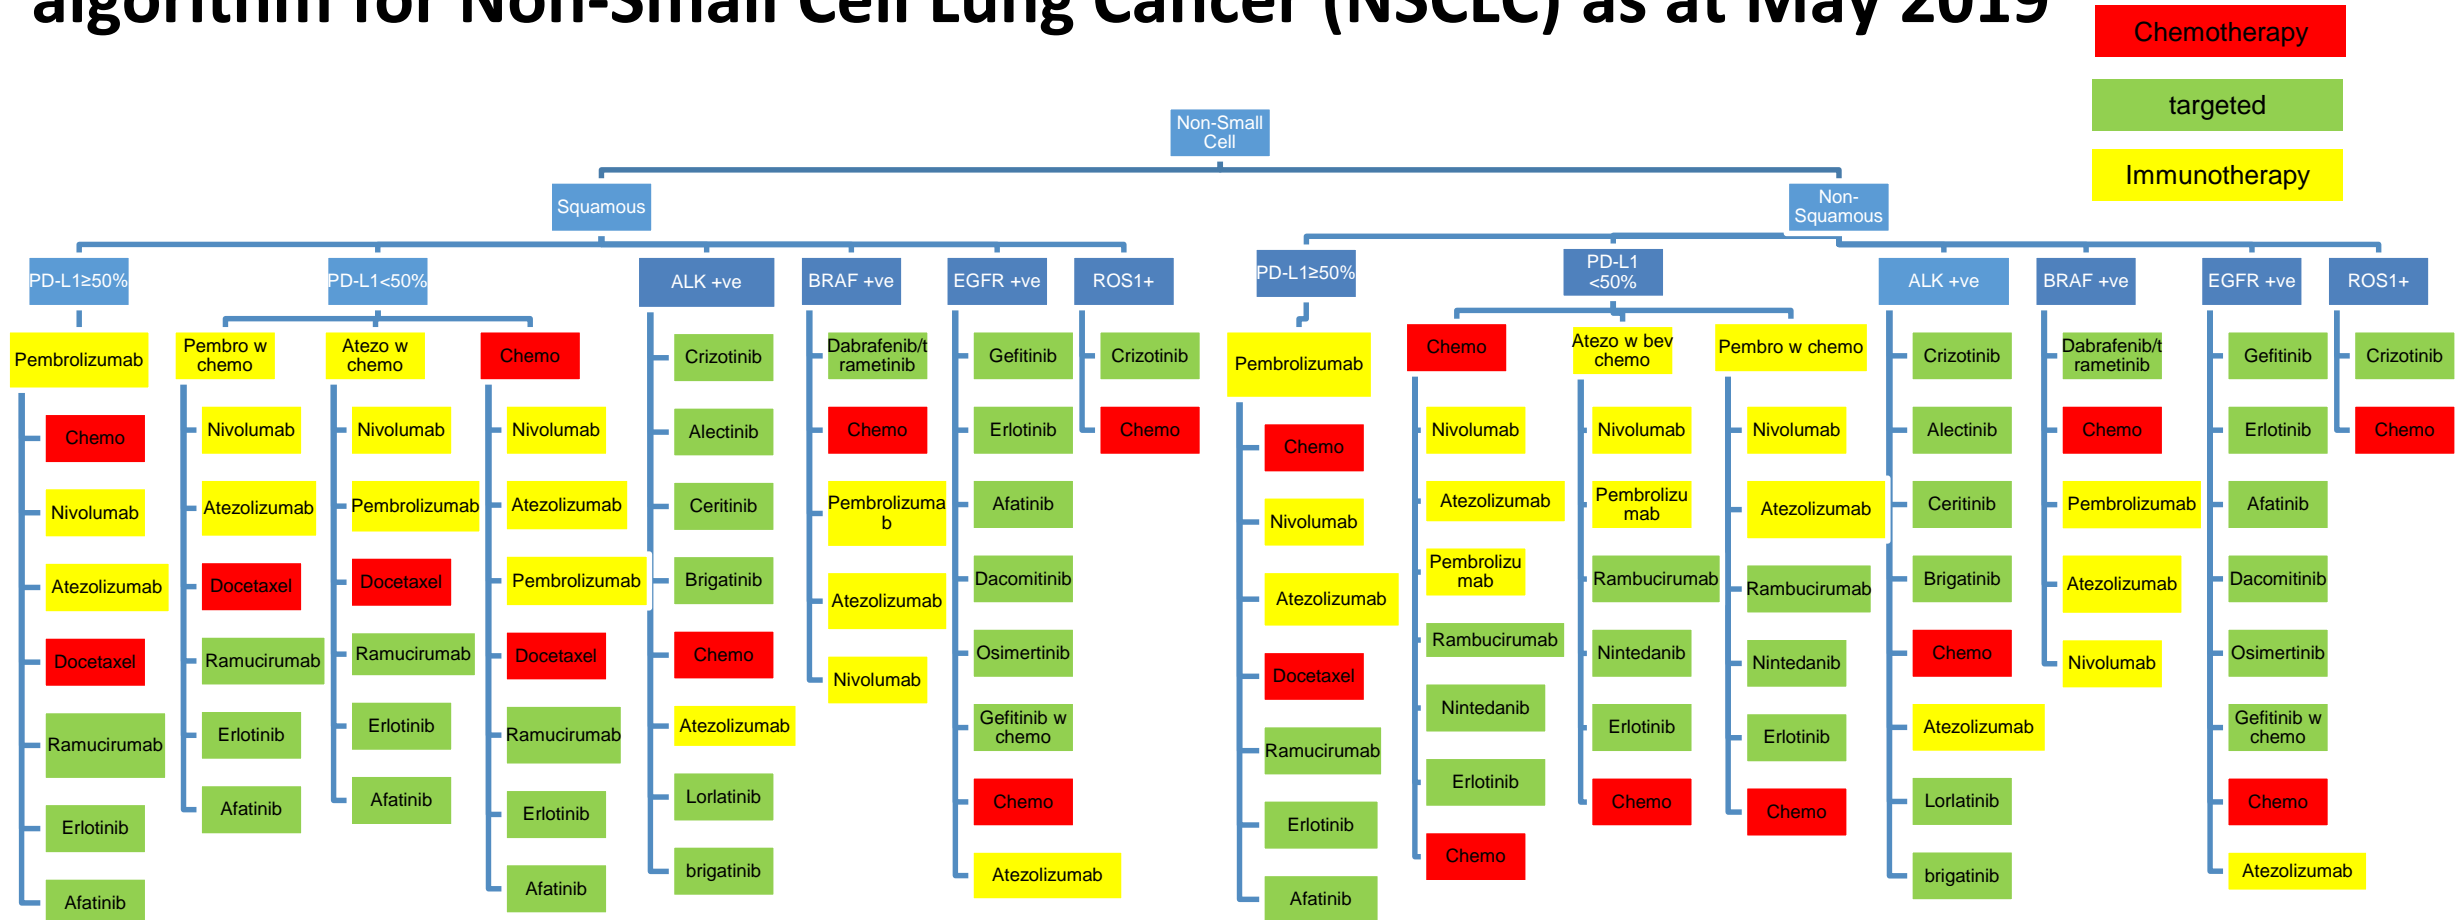 algorithm for Non-Small Cell Lung Cancer (NSCLC) as at May 2019
Chemotherapy
targeted
Immunotherapy
Non-Small
Cell
Squamous
Non-
Squamous
PD-L1≥50%
PD-L1<50%
ALK +ve
BRAF +ve
EGFR +ve
ROS1+
PD-L1≥50%
PD-L1
<50%
ALK +ve
BRAF +ve
EGFR +ve
ROS1+
Pembrolizumab
Chemo
Nivolumab
Atezolizumab
Docetaxel
Ramucirumab
Erlotinib
Afatinib
Pembro w
chemo
Nivolumab
Atezolizumab
Docetaxel
Ramucirumab
Erlotinib
Afatinib
Atezo w
chemo
Nivolumab
Pembrolizumab
Docetaxel
Ramucirumab
Erlotinib
Afatinib
Chemo
Nivolumab
Atezolizumab
Pembrolizumab
Docetaxel
Ramucirumab
Erlotinib
Afatinib
Crizotinib
Alectinib
Ceritinib
Brigatinib
Chemo
Atezolizumab
Lorlatinib
brigatinib
Dabrafenib/t
rametinib
Chemo
Pembrolizuma
b
Atezolizumab
Nivolumab
Gefitinib
Erlotinib
Afatinib
Dacomitinib
Osimertinib
Gefitinib w
chemo
Chemo
Atezolizumab
Crizotinib
Chemo
Pembrolizumab
Chemo
Nivolumab
Atezolizumab
Docetaxel
Ramucirumab
Erlotinib
Afatinib
Chemo
Nivolumab
Atezolizumab
Pembrolizu
mab
Rambucirumab
Nintedanib
Erlotinib
Chemo
Atezo w bev
chemo
Nivolumab
Pembrolizu
mab
Rambucirumab
Nintedanib
Erlotinib
Chemo
Pembro w chemo
Nivolumab
Atezolizumab
Rambucirumab
Nintedanib
Erlotinib
Chemo
Crizotinib
Alectinib
Ceritinib
Brigatinib
Chemo
Atezolizumab
Lorlatinib
brigatinib
Dabrafenib/t
rametinib
Chemo
Pembrolizumab
Atezolizumab
Nivolumab
Gefitinib
Erlotinib
Afatinib
Dacomitinib
Osimertinib
Gefitinib w
chemo
Chemo
Atezolizumab
Crizotinib
Chemo